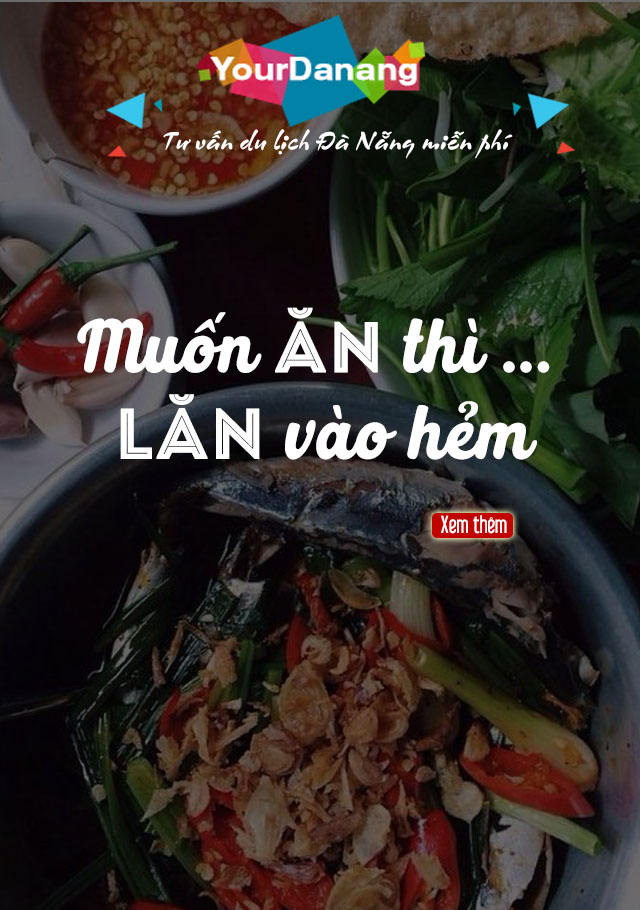 YourDanang
Tư vấn du lịch Đà Nẵng miễn phí
Muốn ĂN thì ...
LĂN vào hẻm
Xem thêm